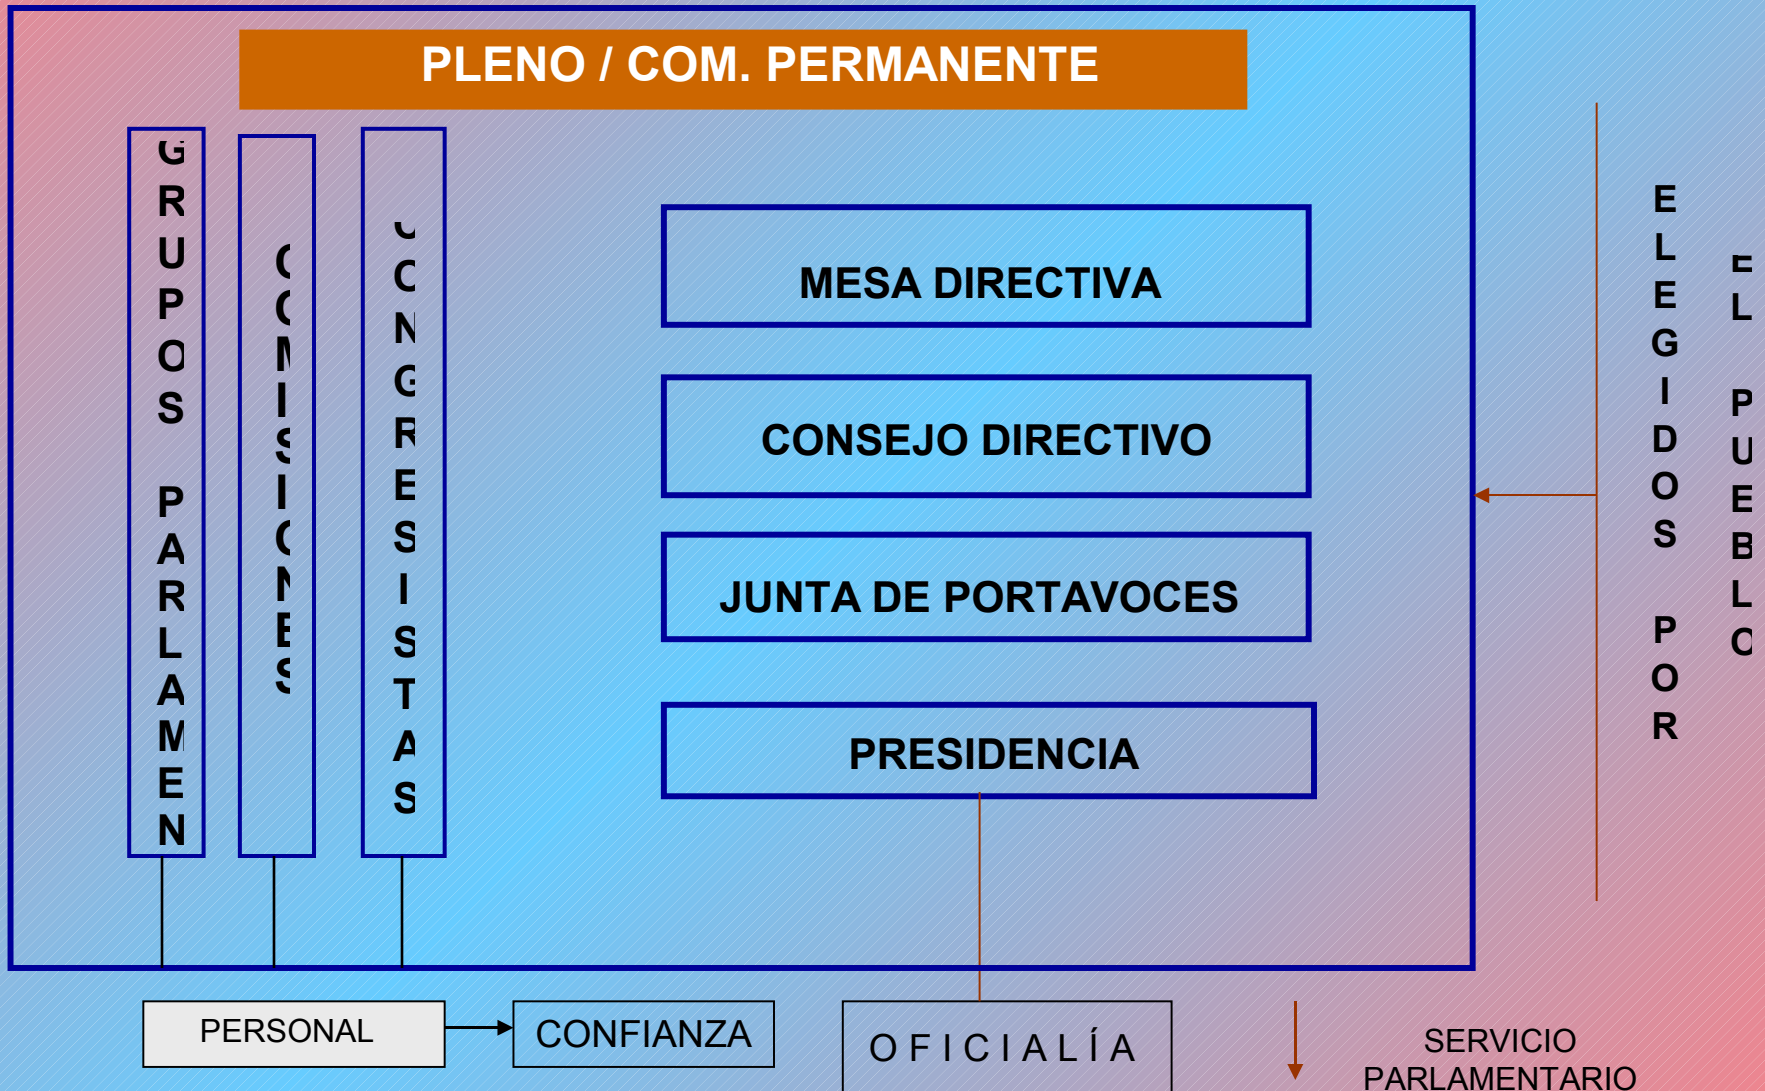 PLENO / COM. PERMANENTE
GRUPOS PARLAMEN
COMISIONES
CONGRESISTAS
MESA DIRECTIVA
CONSEJO DIRECTIVO
JUNTA DE PORTAVOCES
PRESIDENCIA
ELEGIDOS POR
EL PUEBLO
PERSONAL
CONFIANZA
OFICIALÍA
SERVICIO
PARLAMENTARIO